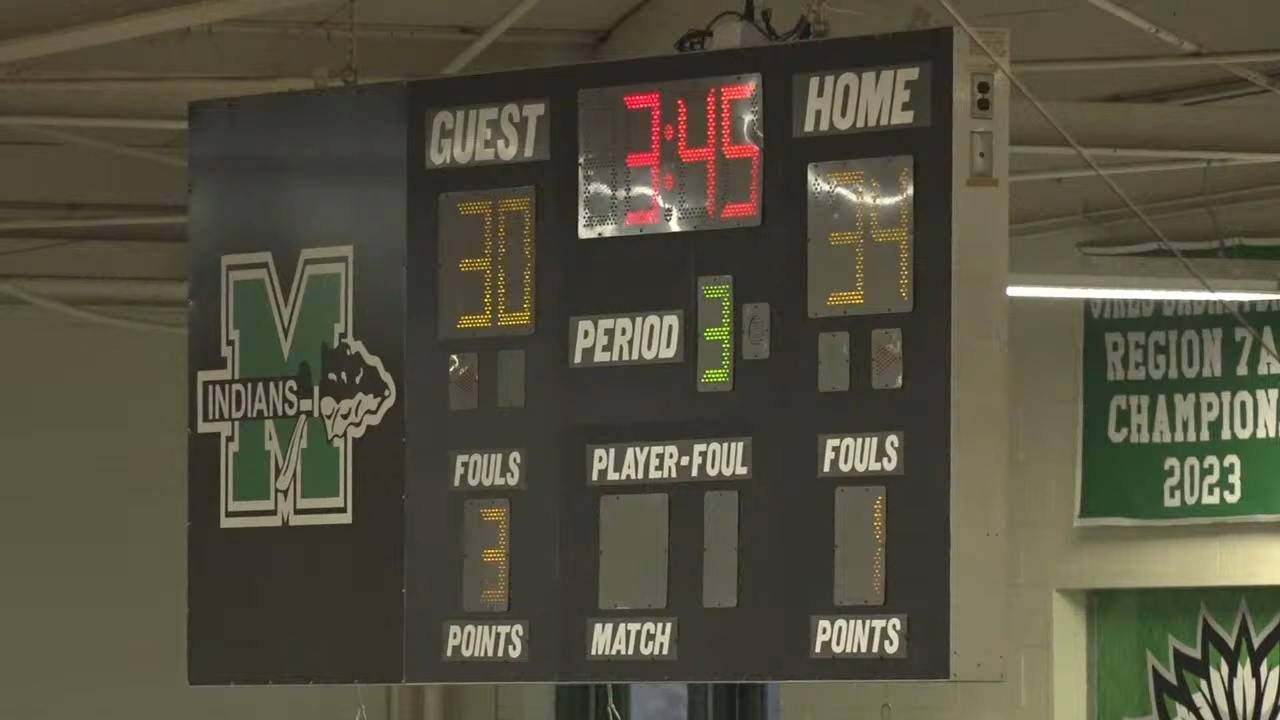 GUEST
3:45
HOME
30
34
PERIOD
3
INDIANS
M
FOULS
PLAYER-FOUL
FOULS
3
1
POINTS
MATCH
POINTS
REGION 7A
CHAMPION
2023